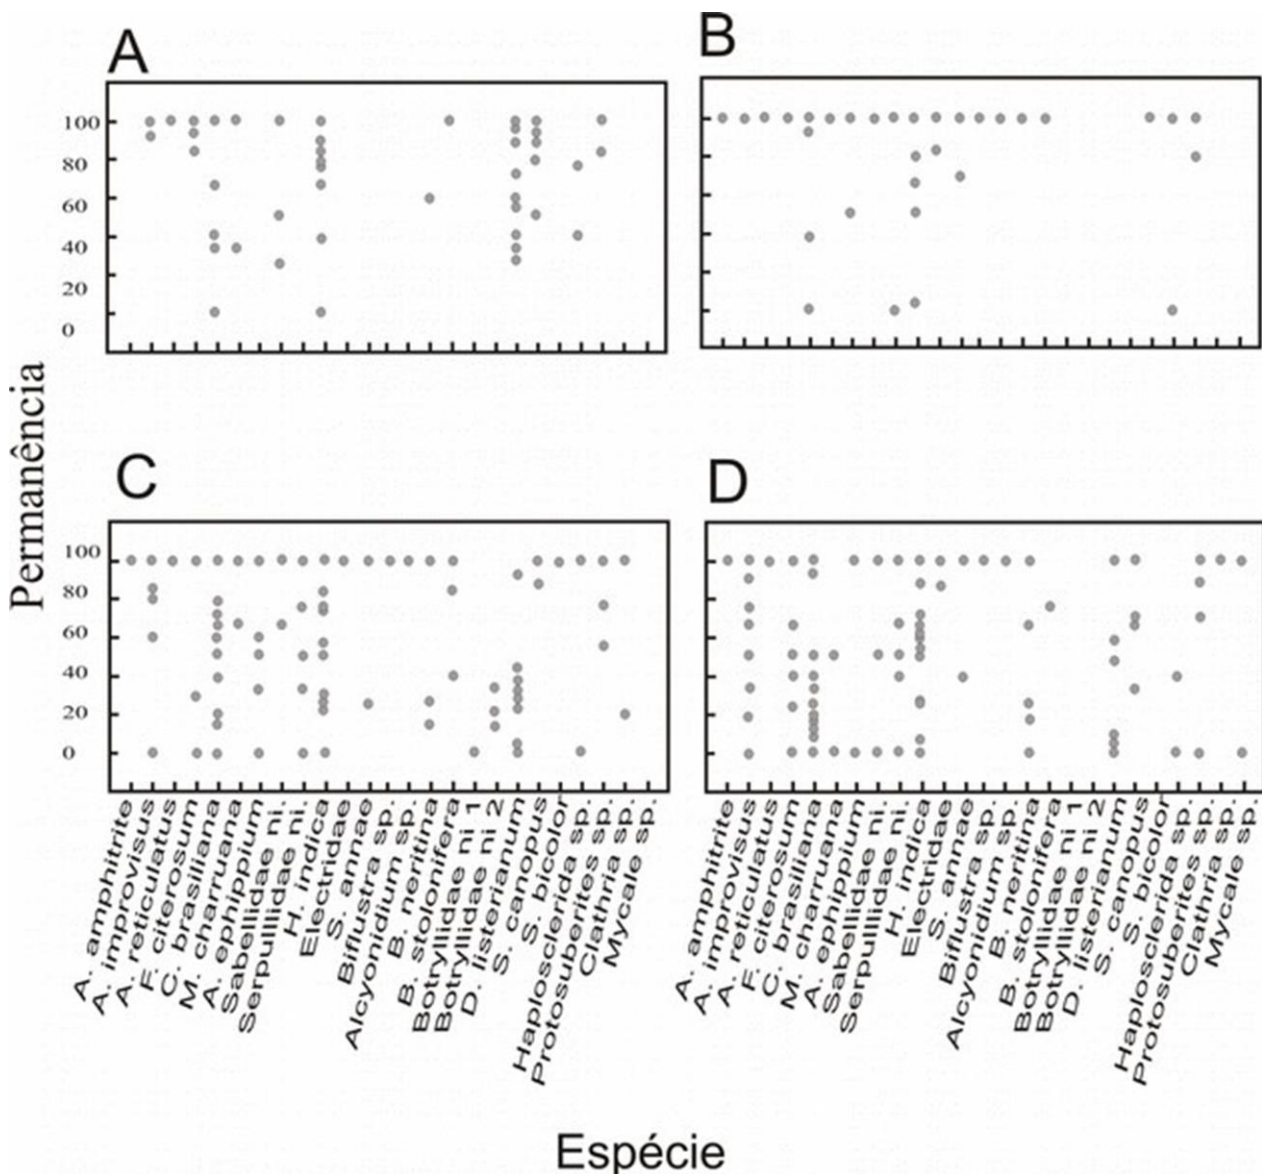 A
B
100
80
60
40
20
0
Permanência
C
D
100
80
60
40
20
0
A. amphitrite
A. improvisus
A. reticulatus
F. citerosum
C. brasiliana
M. charruana
A. ephippium
Sabellidae ni.
Serpullidae ni.
H. indica
Electridae
S. annae
Biflustra sp.
Alcyonidium sp.
B. neritina
B. stolonifera
Botryllidae ni 1
Botryllidae ni 2
D. listerianum
S. canopus
S. bicolor
Haplosclerida sp.
Protosuberites sp.
Clathria sp.
Mycale sp.
A. amphitrite
A. improvisus
A. reticulatus
F. citerosum
C. brasiliana
M. charruana
A. ephippium
Sabellidae ni.
Serpullidae ni.
H. indica
Electridae
S. annae
Biflustra sp.
Alcyonidium sp.
B. neritina
B. stolonifera
Botryllidae ni 1
Botryllidae ni 2
D. listerianum
S. canopus
S. bicolor
Haplosclerida sp.
Protosuberites sp.
Clathria sp.
Mycale sp.
Espécie